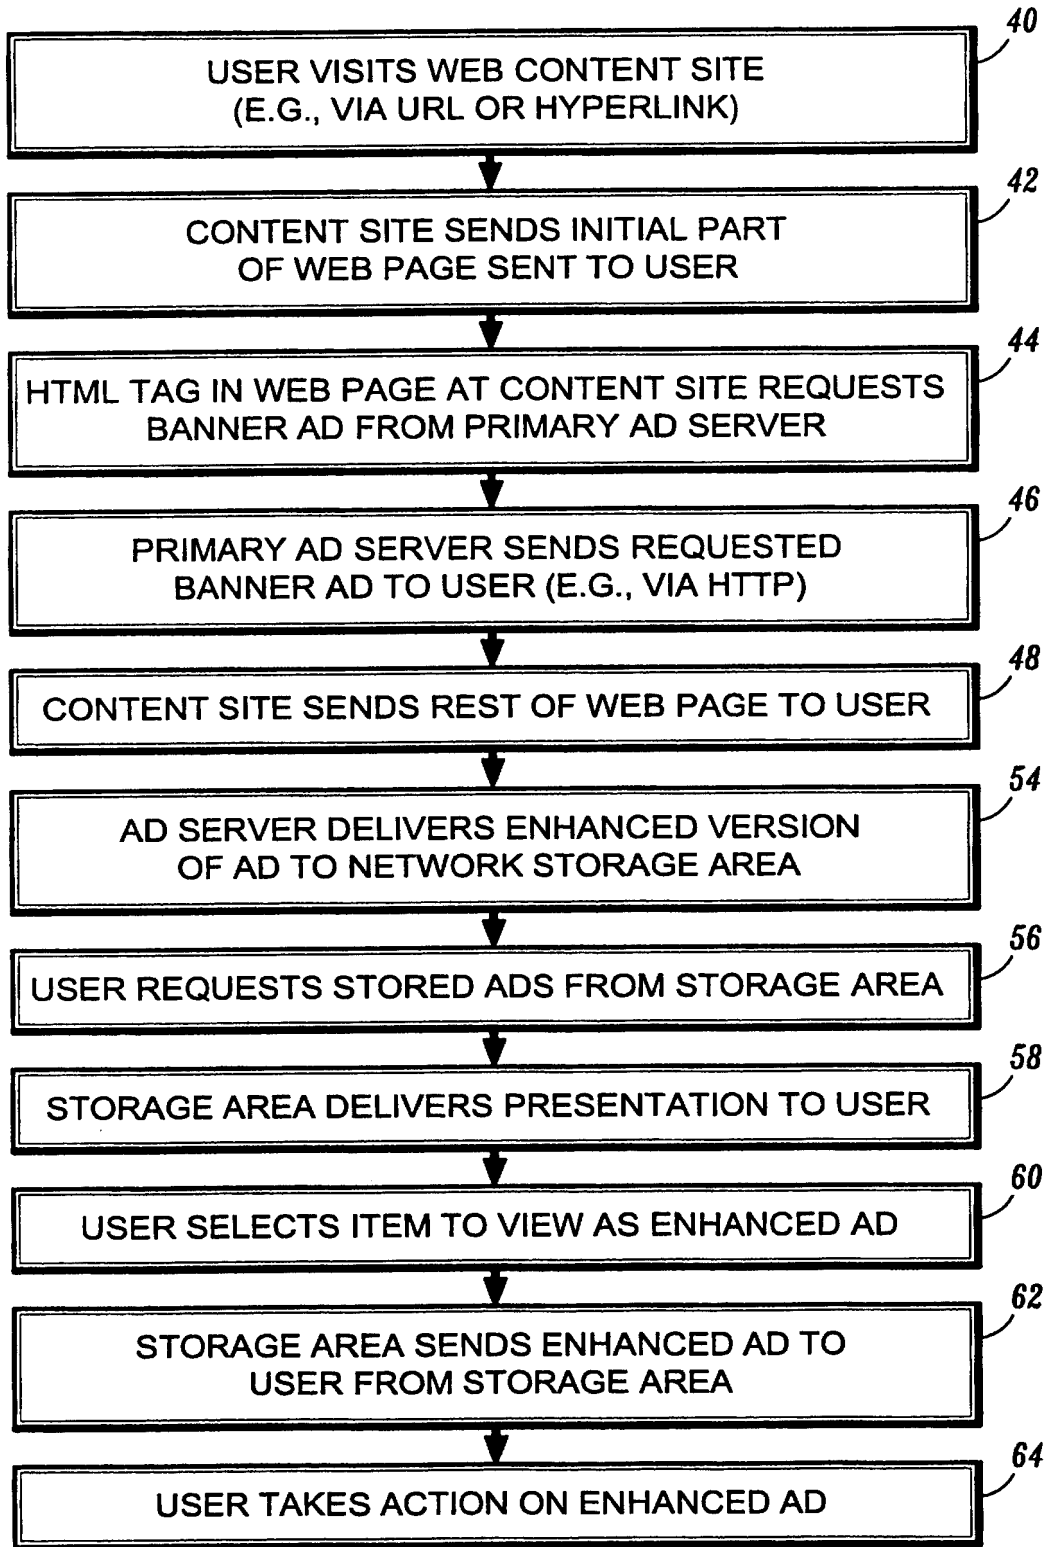 40
USER VISITS WEB CONTENT SITE
(E.G., VIA URL OR HYPERLINK)
42
CONTENT SITE SENDS INITIAL PART
OF WEB PAGE SENT TO USER
44
HTML TAG IN WEB PAGE AT CONTENT SITE REQUESTS
BANNER AD FROM PRIMARY AD SERVER
46
PRIMARY AD SERVER SENDS REQUESTED
BANNER AD TO USER (E.G., VIA HTTP)
48
CONTENT SITE SENDS REST OF WEB PAGE TO USER
54
AD SERVER DELIVERS ENHANCED VERSION
OF AD TO NETWORK STORAGE AREA
56
USER REQUESTS STORED ADS FROM STORAGE AREA
58
STORAGE AREA DELIVERS PRESENTATION TO USER
60
USER SELECTS ITEM TO VIEW AS ENHANCED AD
62
STORAGE AREA SENDS ENHANCED AD TO
USER FROM STORAGE AREA
64
USER TAKES ACTION ON ENHANCED AD